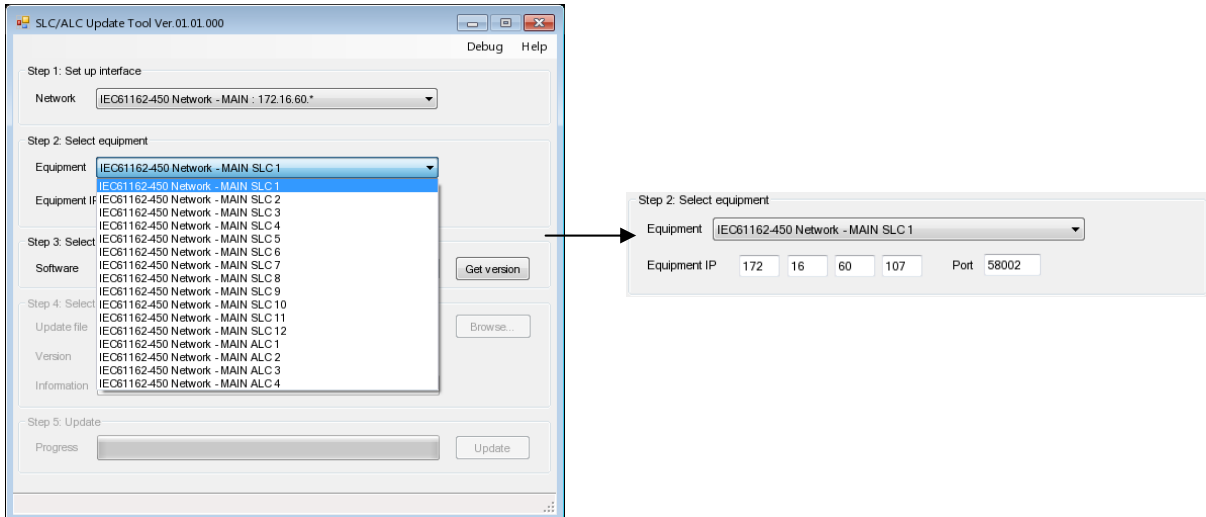 SLC/ALC Update Tool Ver.01.01.000
Debug Help
Step 1: Set up interface
Network IEC61162-450 Network - MAIN : 172.16.60.*
Step 2: Select equipment
Equipment IEC61162-450 Network - MAIN SLC 1
IEC61162-450 Network - MAIN SLC 1
Equipment IP
IEC61162-450 Network - MAIN SLC 2
IEC61162-450 Network - MAIN SLC 3
IEC61162-450 Network - MAIN SLC 4
Step 3: Select
IEC61162-450 Network - MAIN SLC 5
IEC61162-450 Network - MAIN SLC 6
Software
IEC61162-450 Network - MAIN SLC 7
Get version
IEC61162-450 Network - MAIN SLC 8
IEC61162-450 Network - MAIN SLC 9
Step 4: Select
IEC61162-450 Network - MAIN SLC 10
IEC61162-450 Network - MAIN SLC 11
Update file
IEC61162-450 Network - MAIN SLC 12
Browse...
IEC61162-450 Network - MAIN ALC 1
Version
IEC61162-450 Network - MAIN ALC 2
IEC61162-450 Network - MAIN ALC 3
Information
IEC61162-450 Network - MAIN ALC 4
Step 5: Update
Progress
Update
Step 2: Select equipment
Equipment IEC61162-450 Network - MAIN SLC 1
Equipment IP 172 16 60 107 Port 58002